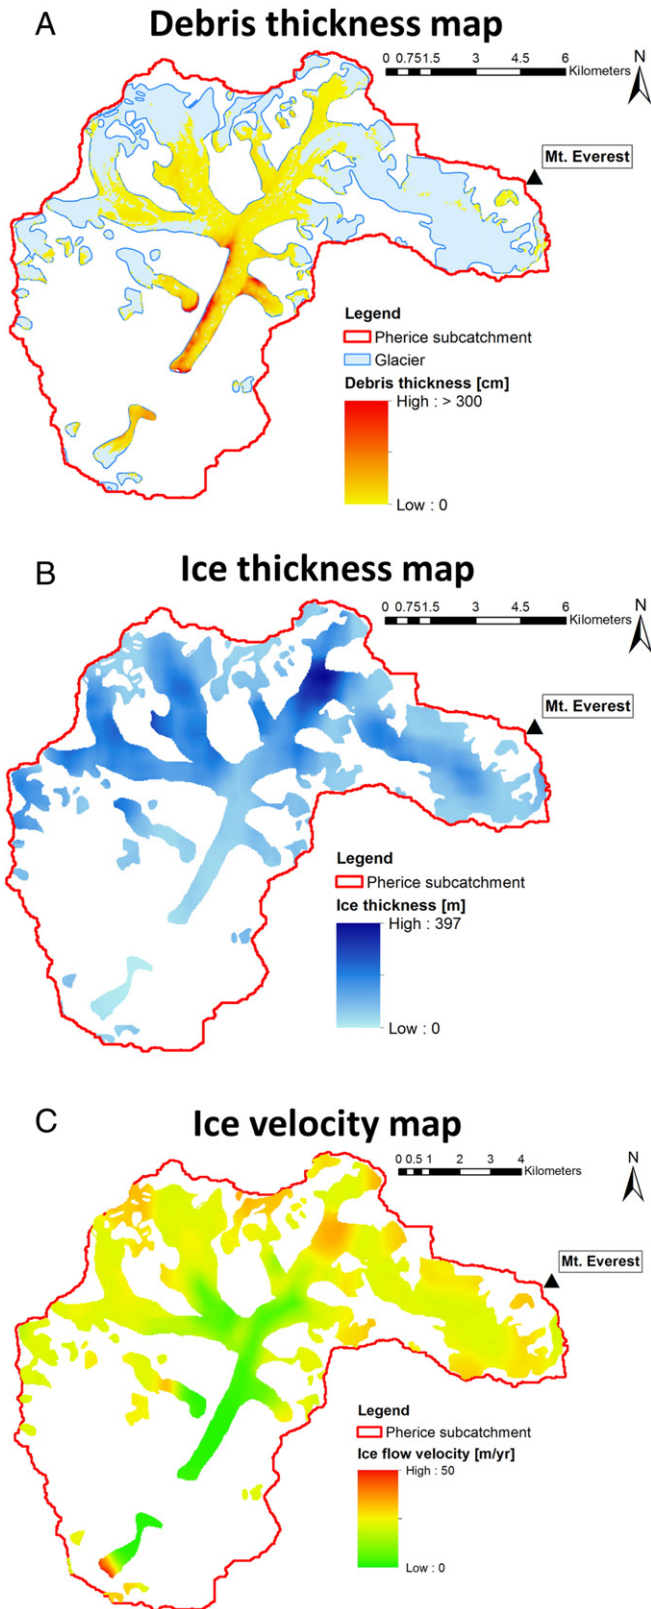 A
Debris thickness map
0 0.75 1.5 3 4.5 6
Kilometers
N
Mt. Everest
Legend
Pherice subcatchment
Glacier
Debris thickness [cm]
High : > 300
Low : 0
B
Ice thickness map
0 0.75 1.5 3 4.5 6
Kilometers
N
Mt. Everest
Legend
Pherice subcatchment
Ice thickness [m]
High : 397
Low : 0
C
Ice velocity map
0 0.5 1 2 3 4
Kilometers
N
Mt. Everest
Legend
Pherice subcatchment
Ice flow velocity [m/yr]
High : 50
Low : 0